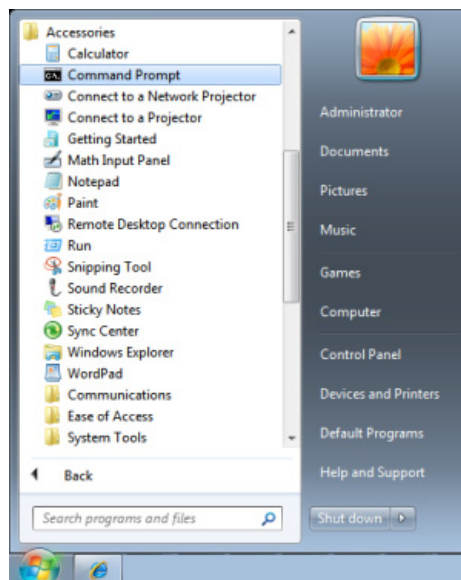 Accessories
Calculator
Command Prompt
Connect to a Network Projector
Connect to a Projector
Getting Started
Math Input Panel
Notepad
Paint
Remote Desktop Connection
Run
Snipping Tool
Sound Recorder
Sticky Notes
Sync Center
Windows Explorer
WordPad
Communications
Ease of Access
System Tools
Back
Search programs and files
Administrator
Documents
Pictures
Music
Games
Computer
Control Panel
Devices and Printers
Default Programs
Help and Support
Shut down